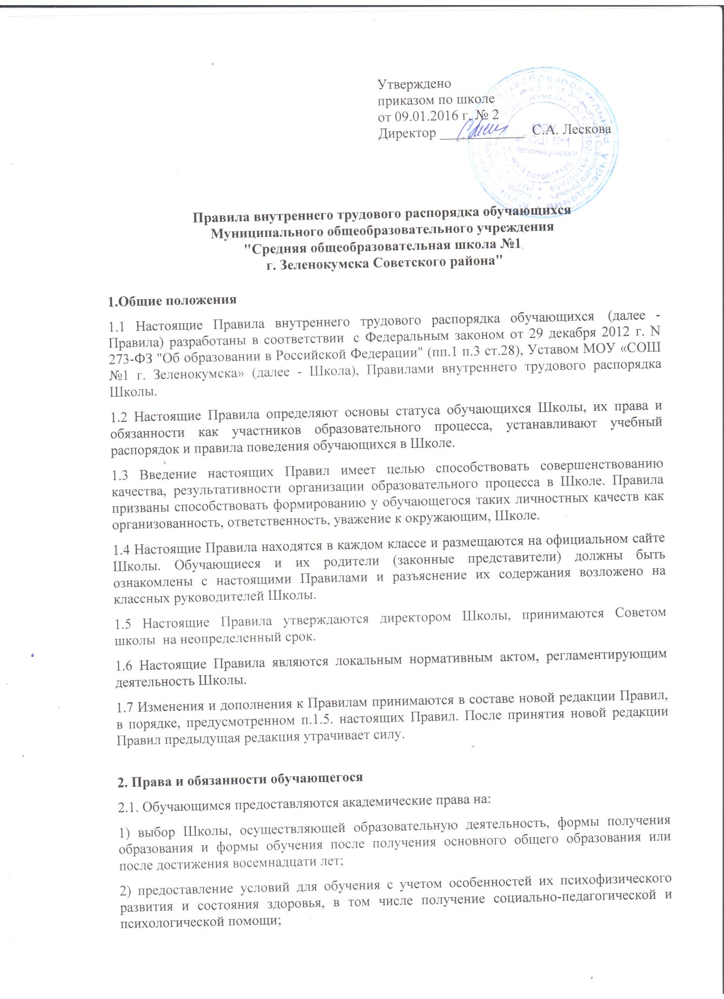 Утверждено
приказом по школе
от 09.01.2016 г. № 2
Директор ____________ С.А. Лескова
МОУ
«СОШ №1
г. Зеленокумска»
Правила внутреннего трудового распорядка обучающихся
Муниципального общеобразовательного учреждения
"Средняя общеобразовательная школа №1
г. Зеленокумска Советского района"
1.Общие положения
1.1 Настоящие Правила внутреннего трудового распорядка обучающихся (далее -
Правила) разработаны в соответствии с Федеральным законом от 29 декабря 2012 г. N
273-ФЗ "Об образовании в Российской Федерации" (пп.1 п.3 ст.28), Уставом МОУ «СОШ
№1 г. Зеленокумска» (далее - Школа), Правилами внутреннего трудового распорядка
Школы.
1.2 Настоящие Правила определяют основы статуса обучающихся Школы, их права и
обязанности как участников образовательного процесса, устанавливают учебный
распорядок и правила поведения обучающихся в Школе.
1.3 Введение настоящих Правил имеет целью способствовать совершенствованию
качества, результативности организации образовательного процесса в Школе. Правила
призваны способствовать формированию у обучающегося таких личностных качеств как
организованность, ответственность, уважение к окружающим, Школе.
1.4 Настоящие Правила находятся в каждом классе и размещаются на официальном сайте
Школы. Обучающиеся и их родители (законные представители) должны быть
ознакомлены с настоящими Правилами и разъяснение их содержания возложено на
классных руководителей Школы.
1.5 Настоящие Правила утверждаются директором Школы, принимаются Советом
школы на неопределенный срок.
1.6 Настоящие Правила являются локальным нормативным актом, регламентирующим
деятельность Школы.
1.7 Изменения и дополнения к Правилам принимаются в составе новой редакции Правил,
в порядке, предусмотренном п.1.5. настоящих Правил. После принятия новой редакции
Правил предыдущая редакция утрачивает силу.
2. Права и обязанности обучающегося
2.1. Обучающимся предоставляются академические права на:
1) выбор Школы, осуществляющей образовательную деятельность, формы получения
образования и формы обучения после получения основного общего образования или
после достижения восемнадцати лет;
2) предоставление условий для обучения с учетом особенностей их психофизического
развития и состояния здоровья, в том числе получение социально-педагогической и
психологической помощи;